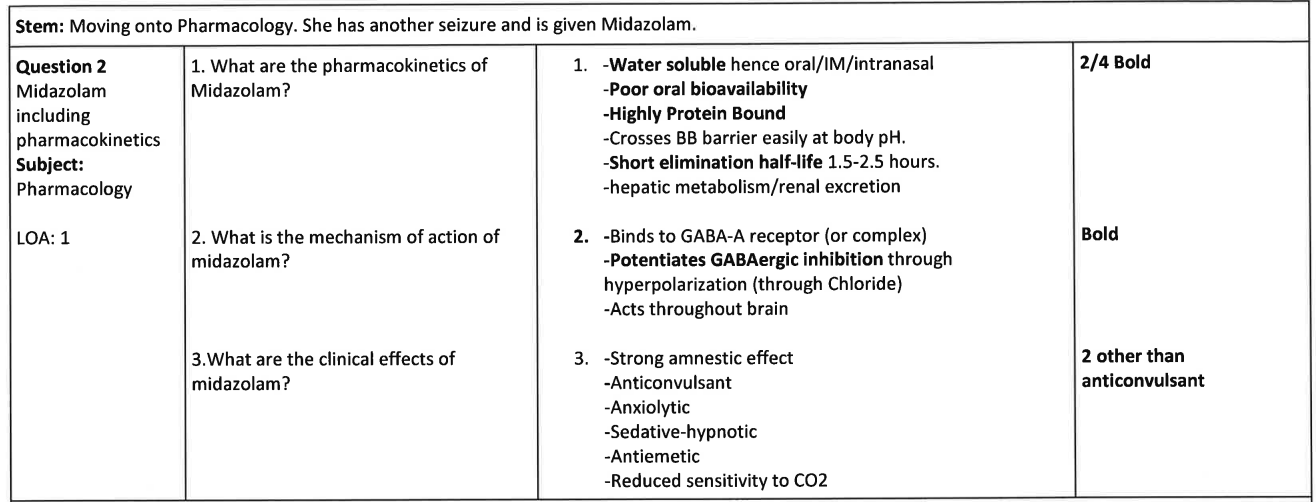 Stem: Moving onto Pharmacology. She has another seizure and is given Midazolam.
Question 2
Midazolam
including
pharmacokinetics
Subject:
Pharmacology
LOA: 1
1. What are the pharmacokinetics of
Midazolam?
1. -Water soluble hence oral/IM/intranasal
-Poor oral bioavailability
-Highly Protein Bound
-Crosses BB barrier easily at body pH.
-Short elimination half-life 1.5-2.5 hours.
-hepatic metabolism/renal excretion
2/4 Bold
2. What is the mechanism of action of
midazolam?
2. -Binds to GABA-A receptor (or complex)
-Potentiates GABAergic inhibition through
hyperpolarization (through Chloride)
-Acts throughout brain
Bold
3.What are the clinical effects of
midazolam?
3. -Strong amnestic effect
-Anticonvulsant
-Anxiolytic
-Sedative-hypnotic
-Antiemetic
-Reduced sensitivity to CO2
2 other than
anticonvulsant